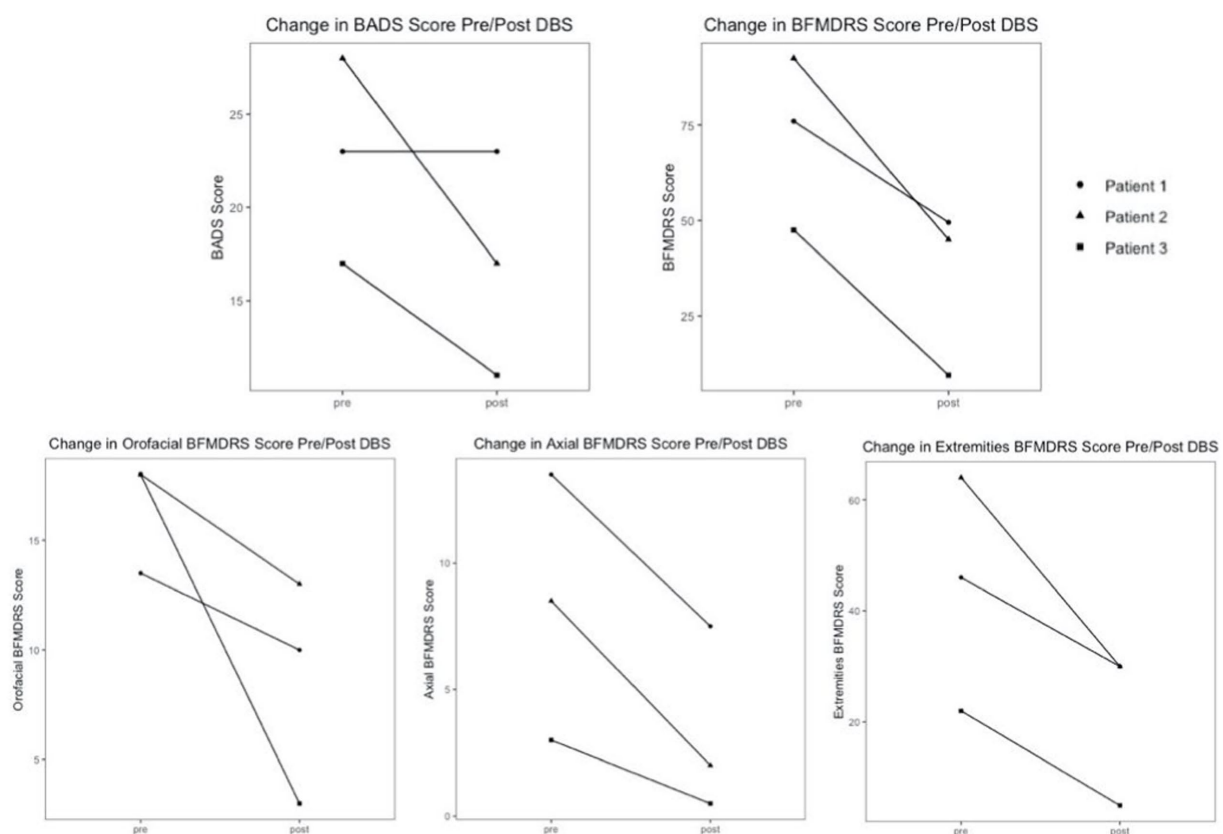 Change in BADS Score Pre/Post DBS
BADS Score
25
20
15
pre
post
Change in BFMDRS Score Pre/Post DBS
BFMDRS Score
75
50
25
pre
post
Patient 1
Patient 2
Patient 3
Change in Orofacial BFMDRS Score Pre/Post DBS
Orofacial BFMDRS Score
15
10
5
pre
post
Change in Axial BFMDRS Score Pre/Post DBS
Axial BFMDRS Score
10
5
0
pre
post
Change in Extremities BFMDRS Score Pre/Post DBS
Extremities BFMDRS Score
60
40
20
pre
post